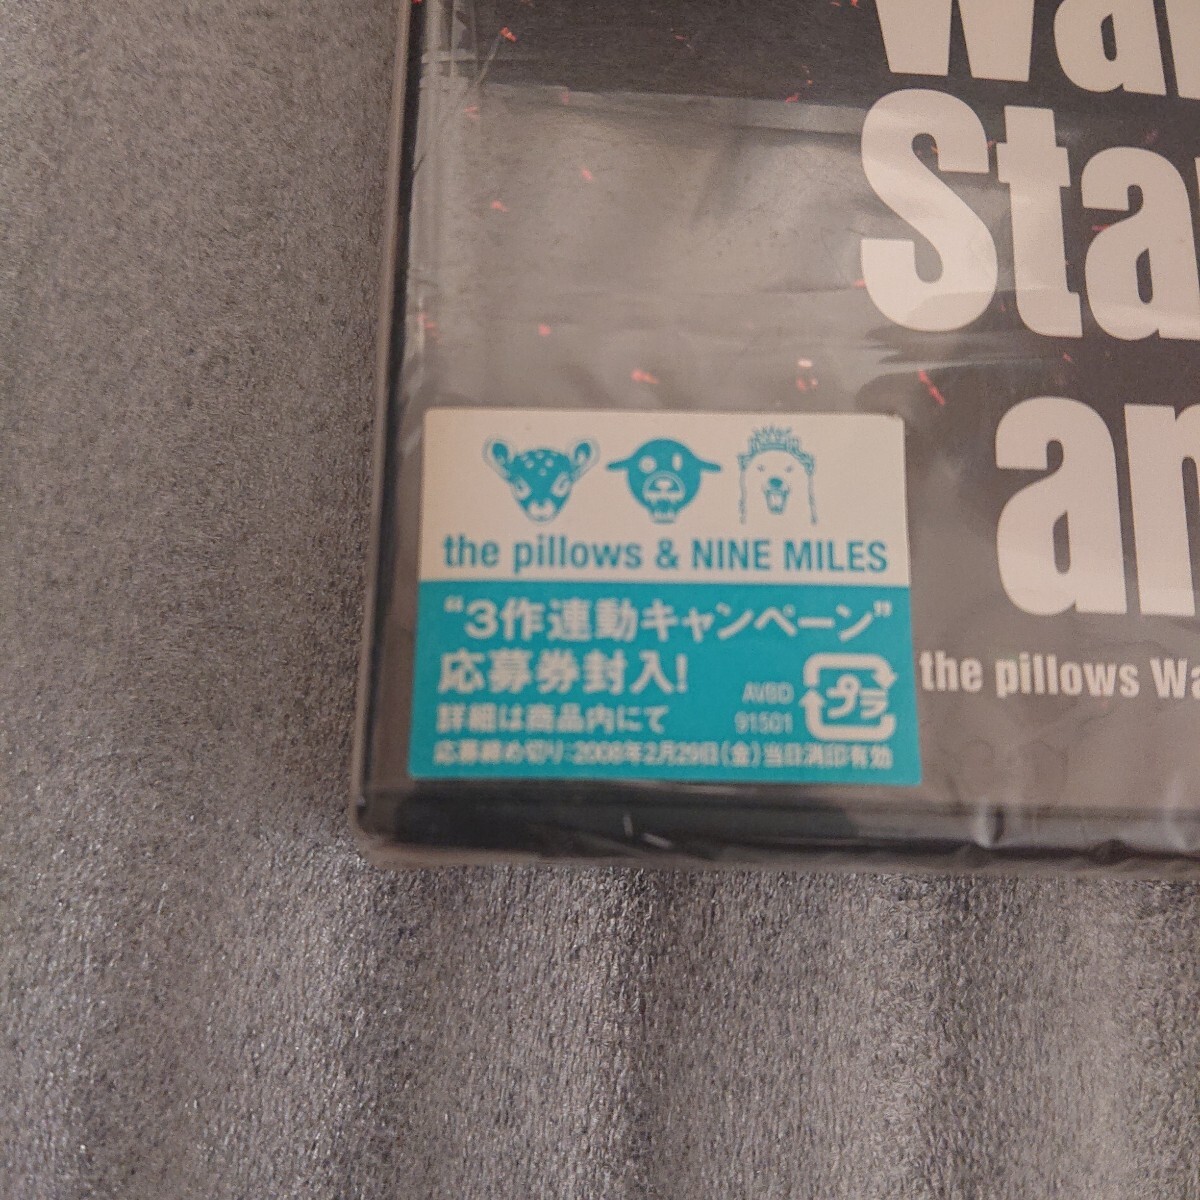 Wa
Sta
an
the pillows & NINE MILES
“3作連動キャンペーン”
応募券封入!
詳細は商品内にて
応募締め切り:2008年2月29日(金)当日消印有効
AVBD
91501
プラ
the pillows Wa